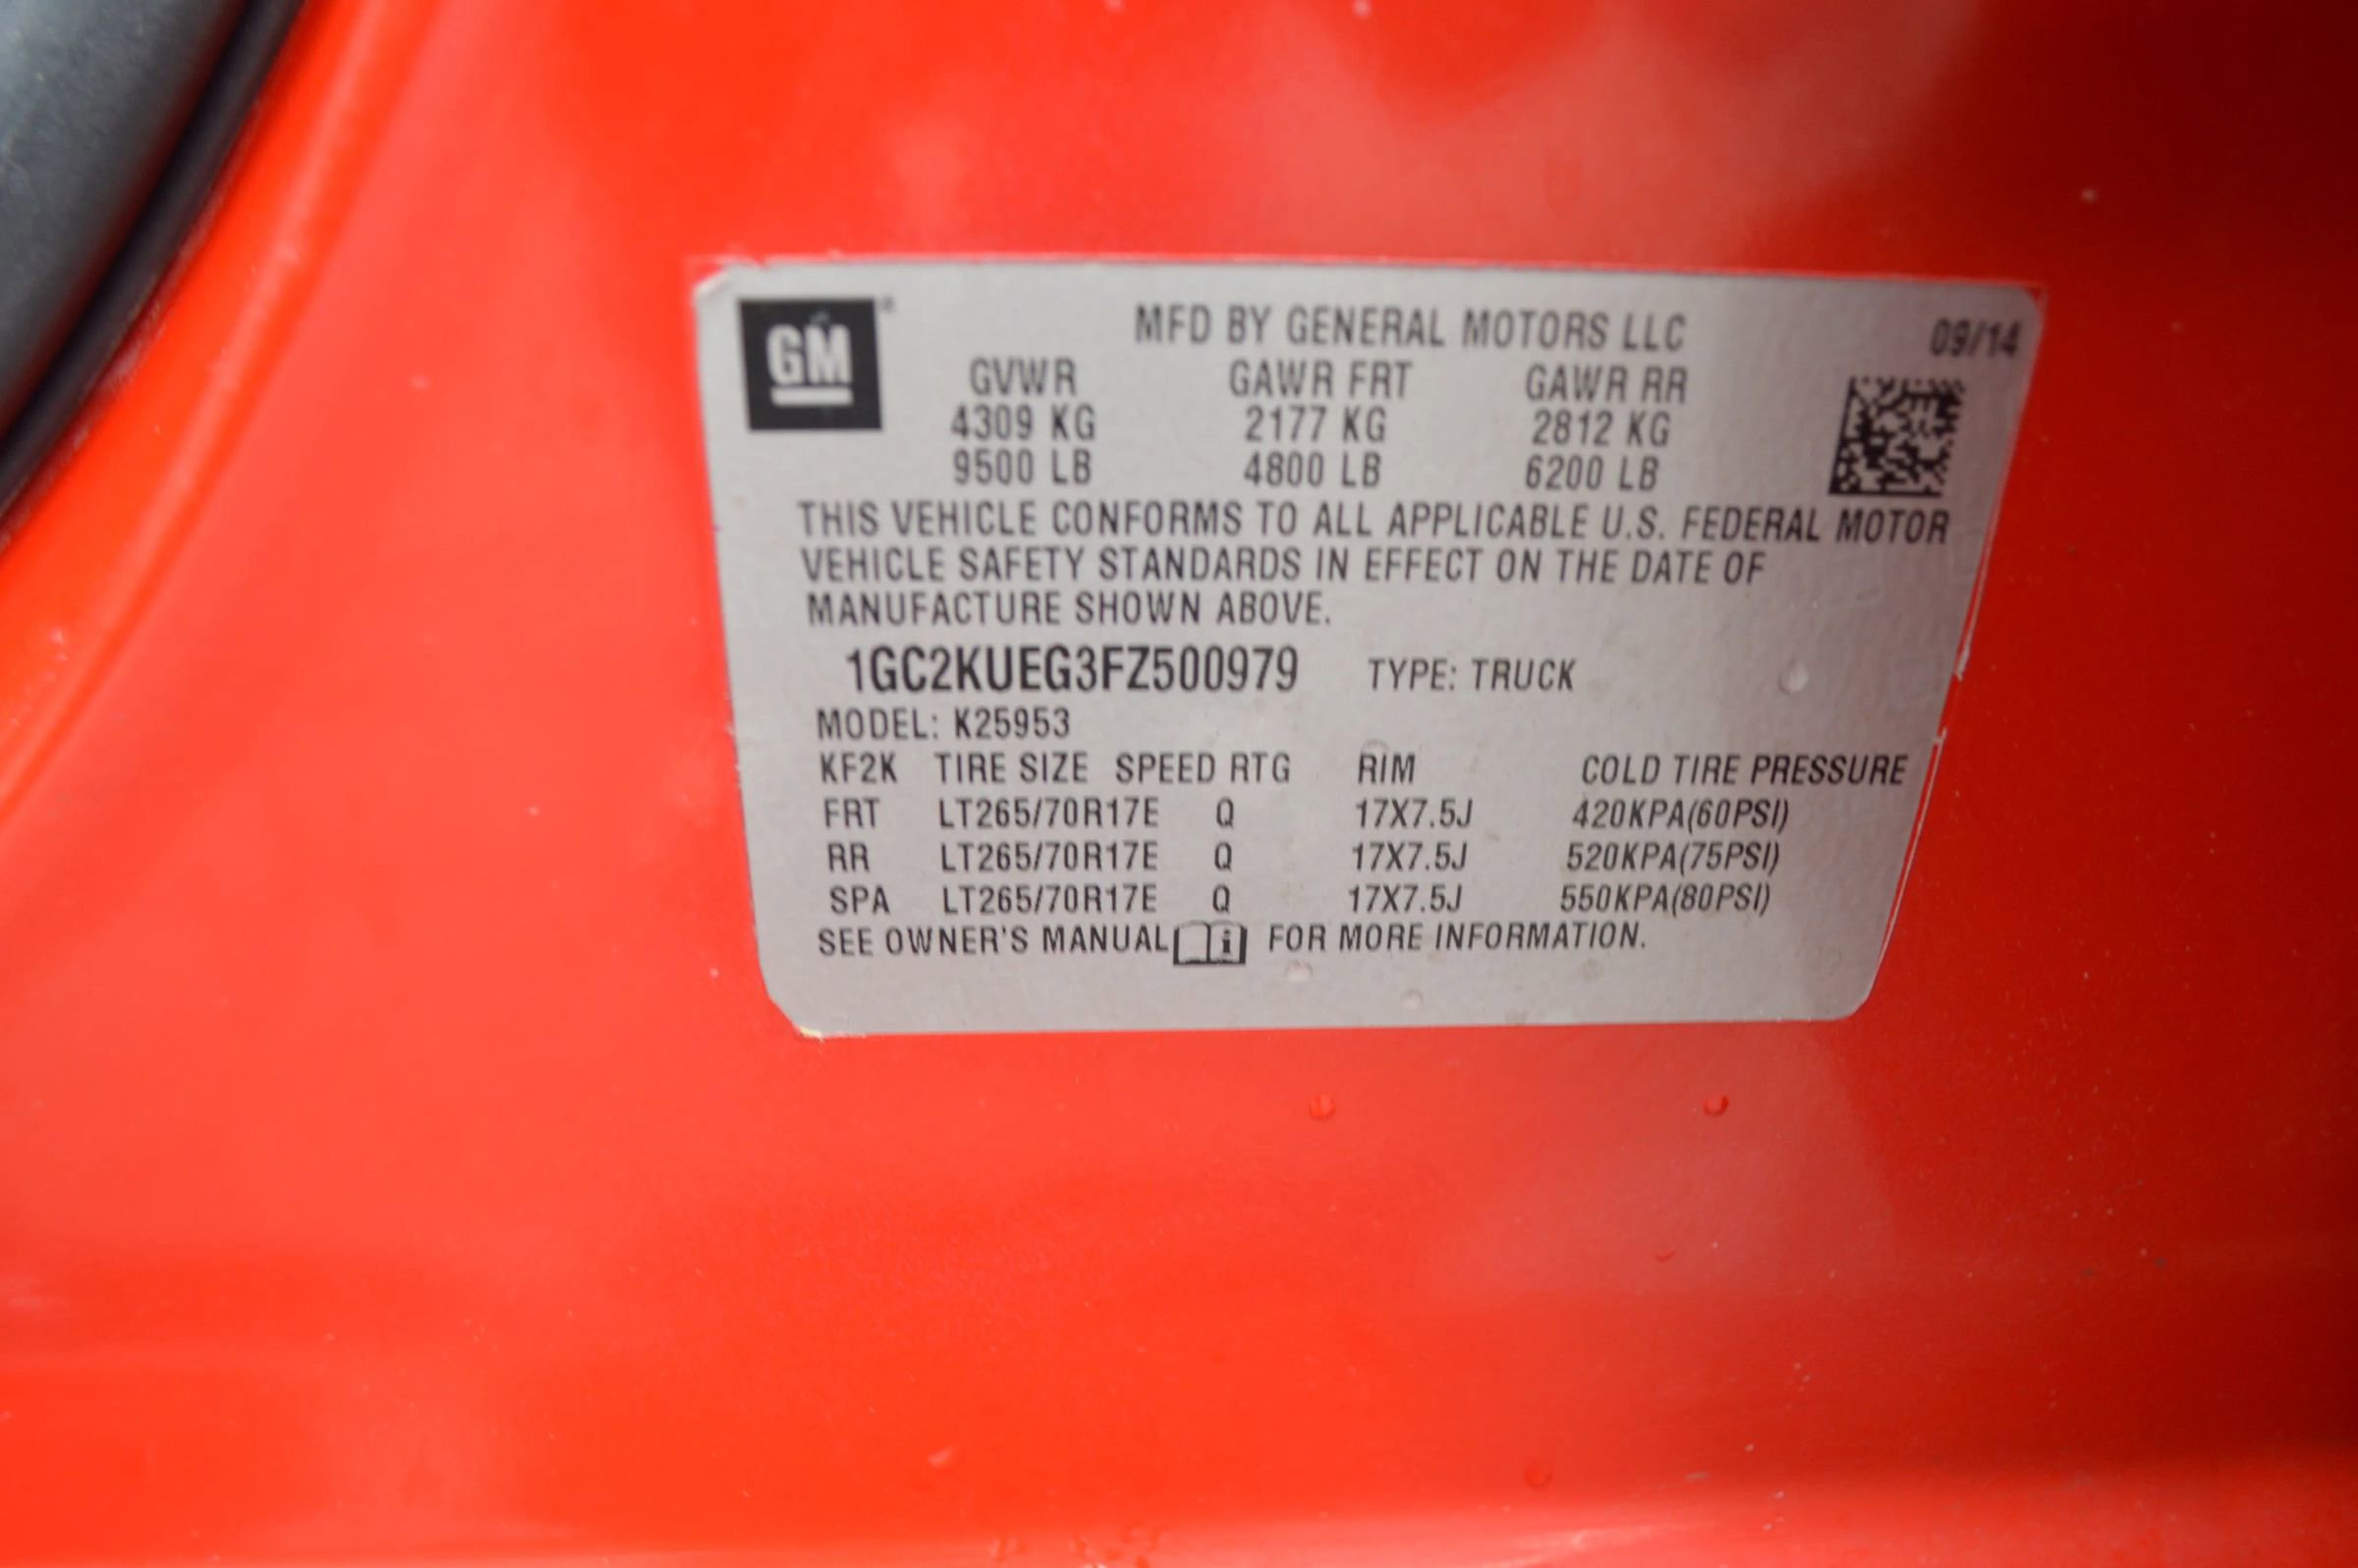 GM®
MFD BY GENERAL MOTORS LLC 09/14
GVWR GAWR FRT GAWR RR
4309 KG 2177 KG 2812 KG
9500 LB 4800 LB 6200 LB
THIS VEHICLE CONFORMS TO ALL APPLICABLE U.S. FEDERAL MOTOR
VEHICLE SAFETY STANDARDS IN EFFECT ON THE DATE OF
MANUFACTURE SHOWN ABOVE.
1GC2KUEG3FZ500979 TYPE: TRUCK
MODEL: K25953
KF2K TIRE SIZE SPEED RTG RIM COLD TIRE PRESSURE
FRT LT265/70R17E Q 17X7.5J 420KPA(60PSI)
RR LT265/70R17E Q 17X7.5J 520KPA(75PSI)
SPA LT265/70R17E Q 17X7.5J 550KPA(80PSI)
SEE OWNER'S MANUAL i FOR MORE INFORMATION.